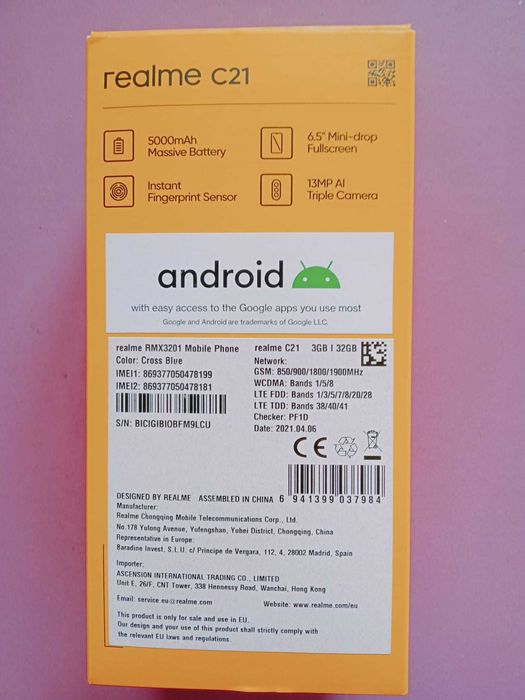 realme C21
5000mAh
Massive Battery
6.5" Mini-drop
Fullscreen
Instant
Fingerprint Sensor
13MP AI
Triple Camera
android
with easy access to the Google apps you use most
Google and Android are trademarks of Google LLC.
realme RMX3201 Mobile Phone
Color: Cross Blue
IMEI1: 869377050478199
IMEI2: 869377050478181
S/N: BICIGIBIOBFM9LCU
realme C21 3GB | 32GB
Network:
GSM: 850/900/1800/1900MHz
WCDMA: Bands 1/5/8
LTE FDD: Bands 1/3/5/7/8/20/28
LTE TDD: Bands 38/40/41
Checker: PF1D
Date: 2021.04.06
CE
6 941399 037984
DESIGNED BY REALME ASSEMBLED IN CHINA
Manufacturer:
Realme Chongqing Mobile Telecommunications Corp., Ltd.
No.178 Yulong Avenue, Yufengshan, Yubei District, Chongqing, China
Representative in Europe:
Baradine Invest, S.L.U. c/ Principe de Vergara, 112, 4, 28002 Madrid, Spain
Importer:
ASCENSION INTERNATIONAL TRADING CO., LIMITED
Unit E, 26/F, CNT Tower, 338 Hennessy Road, Wanchai, Hong Kong
Email: service.eu@realme.com Website: www.realme.com/eu
This product is only for sale and use in EU.
Our design and your use of this product shall strictly comply with
the relevant EU laws and regulations.